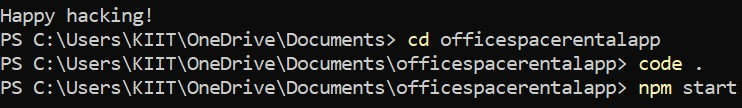 Happy hacking!
PS C:\Users\KIIT\OneDrive\Documents> cd officespacerentalapp
PS C:\Users\KIIT\OneDrive\Documents\officespacerentalapp> code .
PS C:\Users\KIIT\OneDrive\Documents\officespacerentalapp> npm start